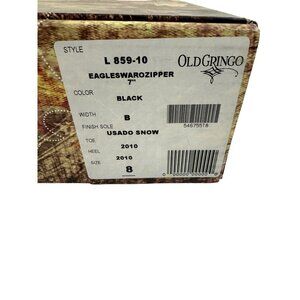 STYLE
L 859-10
OLD GRINGO
EAGLESWAROZIPPER
7"
COLOR
BLACK
WIDTH
B
FINISH SOLE
USADO SNOW
TOE
2010
HEEL
2010
SIZE
8